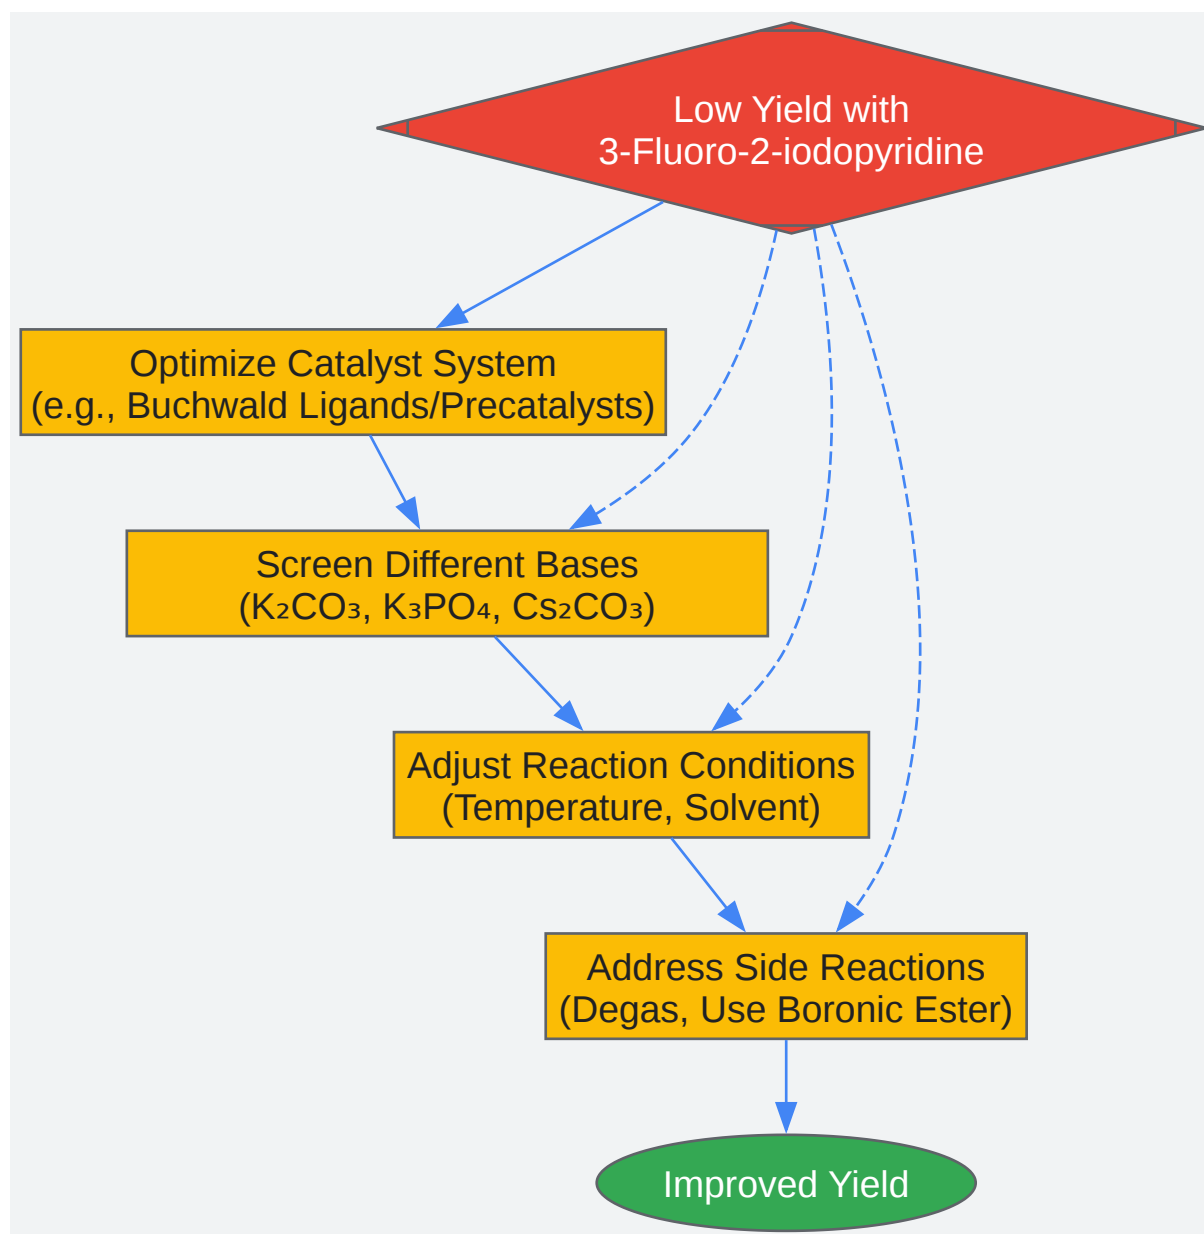 Low Yield with
3-Fluoro-2-iodopyridine
Optimize Catalyst System
(e.g., Buchwald Ligands/Precatalysts)
Screen Different Bases
(K₂CO₃, K₃PO₄, Cs₂CO₃)
Adjust Reaction Conditions
(Temperature, Solvent)
Address Side Reactions
(Degas, Use Boronic Ester)
Improved Yield